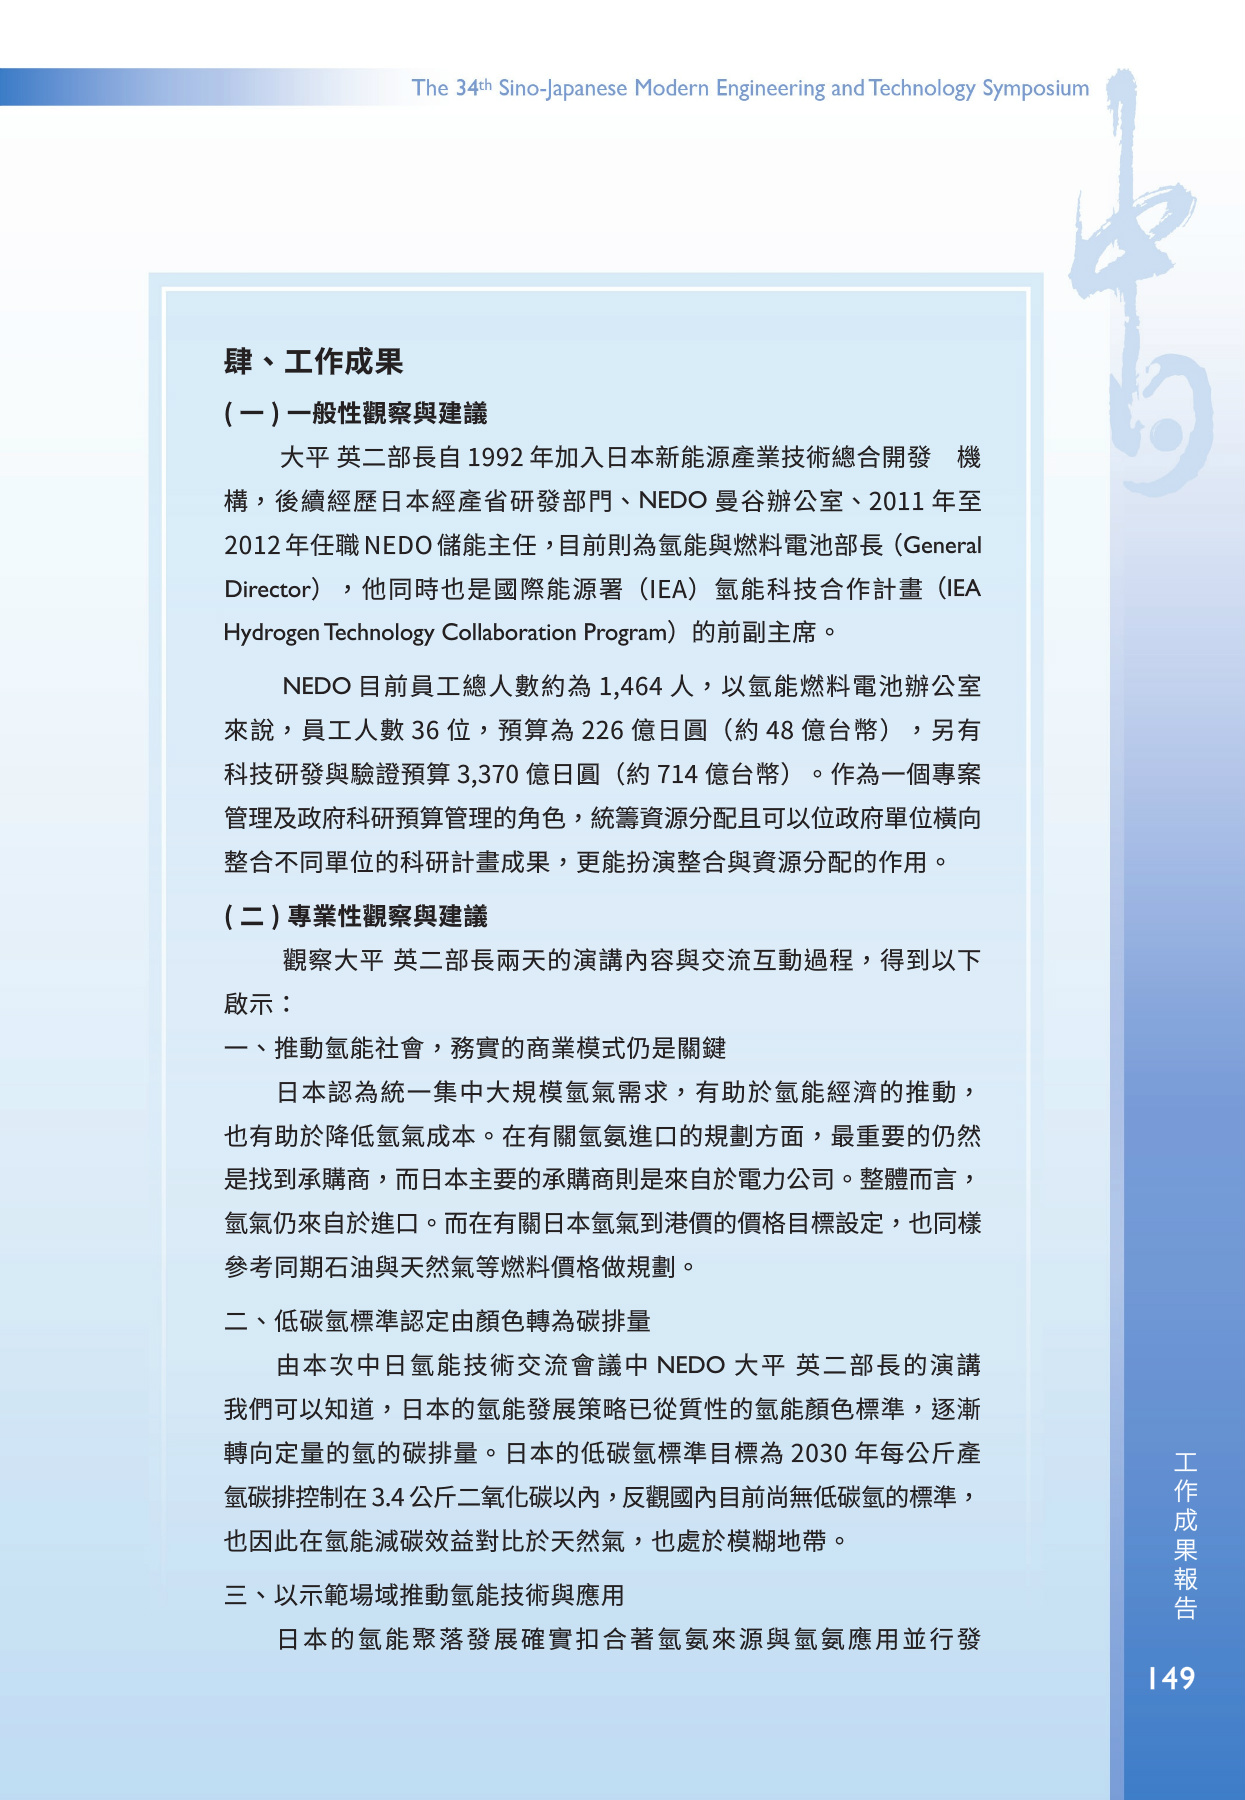 The 34th Sino-Japanese Modern Engineering and Technology Symposium
中日
肆、工作成果
( 一 ) 一般性觀察與建議
大平 英二部長自 1992 年加入日本新能源產業技術總合開發　機
構，後續經歷日本經產省研發部門、NEDO 曼谷辦公室、2011 年至
2012 年任職 NEDO 儲能主任，目前則為氫能與燃料電池部長（General
Director），他同時也是國際能源署（IEA）氫能科技合作計畫（IEA
Hydrogen Technology Collaboration Program）的前副主席。
NEDO 目前員工總人數約為 1,464 人，以氫能燃料電池辦公室
來說，員工人數 36 位，預算為 226 億日圓（約 48 億台幣），另有
科技研發與驗證預算 3,370 億日圓（約 714 億台幣）。作為一個專案
管理及政府科研預算管理的角色，統籌資源分配且可以位政府單位橫向
整合不同單位的科研計畫成果，更能扮演整合與資源分配的作用。
( 二 ) 專業性觀察與建議
觀察大平 英二部長兩天的演講內容與交流互動過程，得到以下
啟示：
一、推動氫能社會，務實的商業模式仍是關鍵
日本認為統一集中大規模氫氣需求，有助於氫能經濟的推動，
也有助於降低氫氣成本。在有關氫氨進口的規劃方面，最重要的仍然
是找到承購商，而日本主要的承購商則是來自於電力公司。整體而言，
氫氣仍來自於進口。而在有關日本氫氣到港價的價格目標設定，也同樣
參考同期石油與天然氣等燃料價格做規劃。
二、低碳氫標準認定由顏色轉為碳排量
由本次中日氫能技術交流會議中 NEDO 大平 英二部長的演講
我們可以知道，日本的氫能發展策略已從質性的氫能顏色標準，逐漸
轉向定量的氫的碳排量。日本的低碳氫標準目標為 2030 年每公斤產
氫碳排控制在 3.4 公斤二氧化碳以內，反觀國內目前尚無低碳氫的標準，
也因此在氫能減碳效益對比於天然氣，也處於模糊地帶。
三、以示範場域推動氫能技術與應用
日本的氫能聚落發展確實扣合著氫氨來源與氫氨應用並行發
工作成果報告
149